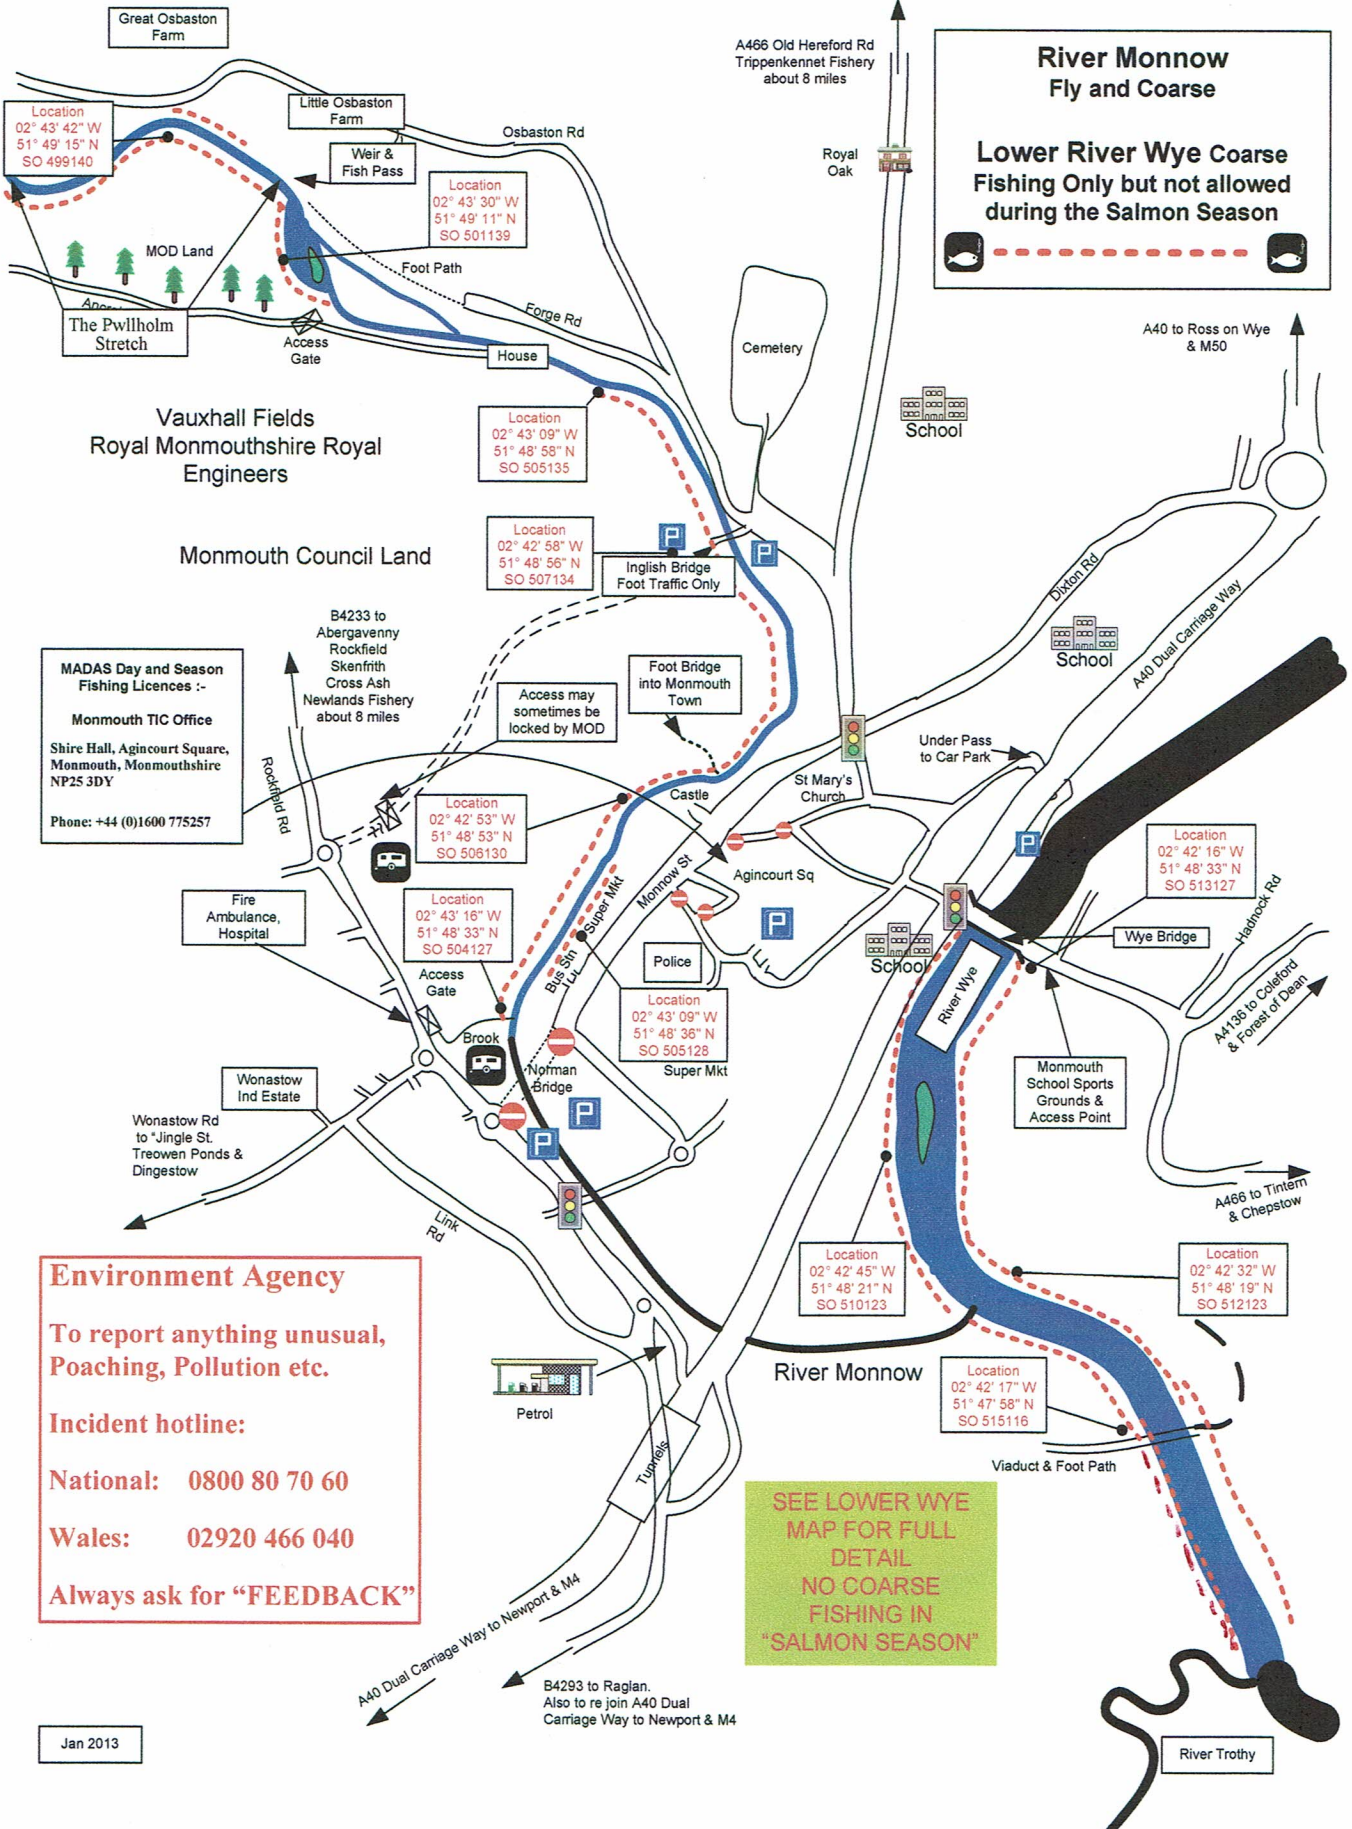 Great Osbaston
Farm
A466 Old Hereford Rd
Trippenkennet Fishery
about 8 miles
River Monnow
Fly and Coarse
Lower River Wye Coarse
Fishing Only but not allowed
during the Salmon Season
Location
02° 43' 42" W
51° 49' 15" N
SO 499140
Little Osbaston
Farm
Osbaston Rd
Weir &
Fish Pass
Royal
Oak
Location
02° 43' 30" W
51° 49' 11" N
SO 501139
MOD Land
Foot Path
The Pwllholm
Stretch
Access
Gate
Forge Rd
House
Cemetery
A40 to Ross on Wye
& M50
School
Vauxhall Fields
Royal Monmouthshire Royal
Engineers
Location
02° 43' 09" W
51° 48' 58" N
SO 505135
Monmouth Council Land
Location
02° 42' 58" W
51° 48' 56" N
SO 507134
P
P
Inglish Bridge
Foot Traffic Only
Dixton Rd
A40 Dual Carriage Way
School
B4233 to
Abergavenny
Rockfield
Skenfrith
Cross Ash
Newlands Fishery
about 8 miles
MADAS Day and Season
Fishing Licences :-
Monmouth TIC Office
Shire Hall, Agincourt Square,
Monmouth, Monmouthshire
NP25 3DY
Phone: +44 (0)1600 775257
Foot Bridge
into Monmouth
Town
Access may
sometimes be
locked by MOD
Rockfield Rd
Under Pass
to Car Park
St Mary's
Church
Castle
Location
02° 42' 53" W
51° 48' 53" N
SO 506130
P
Location
02° 42' 16" W
51° 48' 33" N
SO 513127
Monnow St
Agincourt Sq
Fire
Ambulance,
Hospital
Location
02° 43' 16" W
51° 48' 33" N
SO 504127
Super Mkt
Bus Stn
P
Police
School
Wye Bridge
Hadnock Rd
River Wye
Access
Gate
Location
02° 43' 09" W
51° 48' 36" N
SO 505128
A4136 to Coleford
& Forest of Dean
Brook
Norman
Bridge
Super Mkt
Monmouth
School Sports
Grounds &
Access Point
Wonastow
Ind Estate
P
P
Wonastow Rd
to "Jingle St.
Treowen Ponds &
Dingestow
A466 to Tintern
& Chepstow
Link
Rd
Location
02° 42' 45" W
51° 48' 21" N
SO 510123
Location
02° 42' 32" W
51° 48' 19" N
SO 512123
Environment Agency
To report anything unusual,
Poaching, Pollution etc.
Incident hotline:
National: 0800 80 70 60
Wales: 02920 466 040
Always ask for “FEEDBACK”
River Monnow
Location
02° 42' 17" W
51° 47' 58" N
SO 515116
Petrol
Tunnels
Viaduct & Foot Path
SEE LOWER WYE
MAP FOR FULL
DETAIL
NO COARSE
FISHING IN
“SALMON SEASON”
A40 Dual Carriage Way to Newport & M4
B4293 to Raglan.
Also to re join A40 Dual
Carriage Way to Newport & M4
Jan 2013
River Trothy